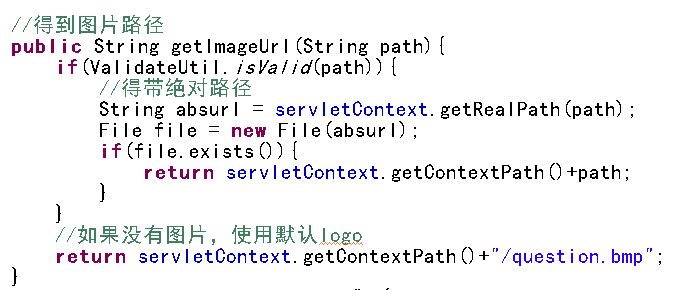 //得到图片路径
public String getImageUrl(String path){
if(ValidateUtil.isValid(path)){
//得带绝对路径
String absurl = servletContext.getRealPath(path);
File file = new File(absurl);
if(file.exists()){
return servletContext.getContextPath()+path;
}
}
//如果没有图片，使用默认logo
return servletContext.getContextPath()+"/question.bmp";
}